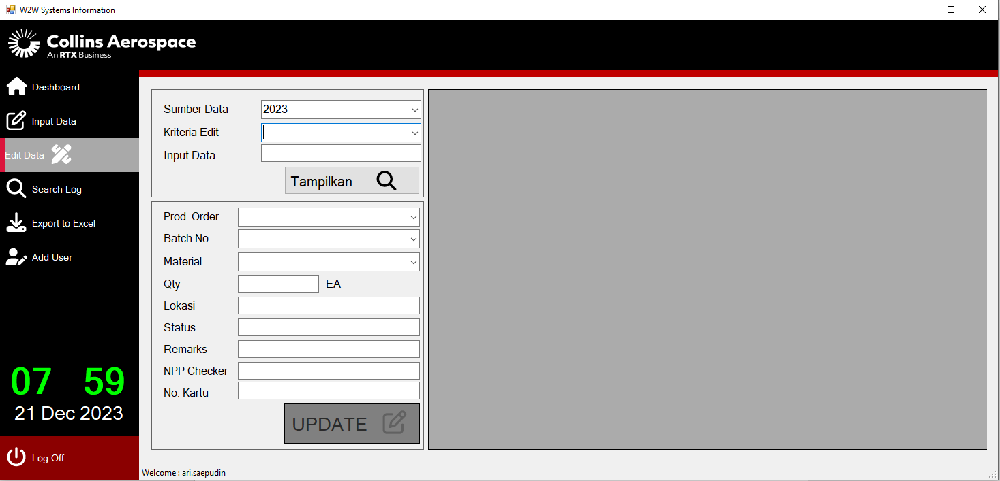 W2W Systems Information
Collins Aerospace
An RTX Business
Dashboard
Input Data
Edit Data
Search Log
Export to Excel
Add User
07 59
21 Dec 2023
Log Off
Sumber Data 2023
Kriteria Edit
Input Data
Tampilkan
Prod. Order
Batch No.
Material
Qty EA
Lokasi
Status
Remarks
NPP Checker
No. Kartu
UPDATE
Welcome : ari.saepudin